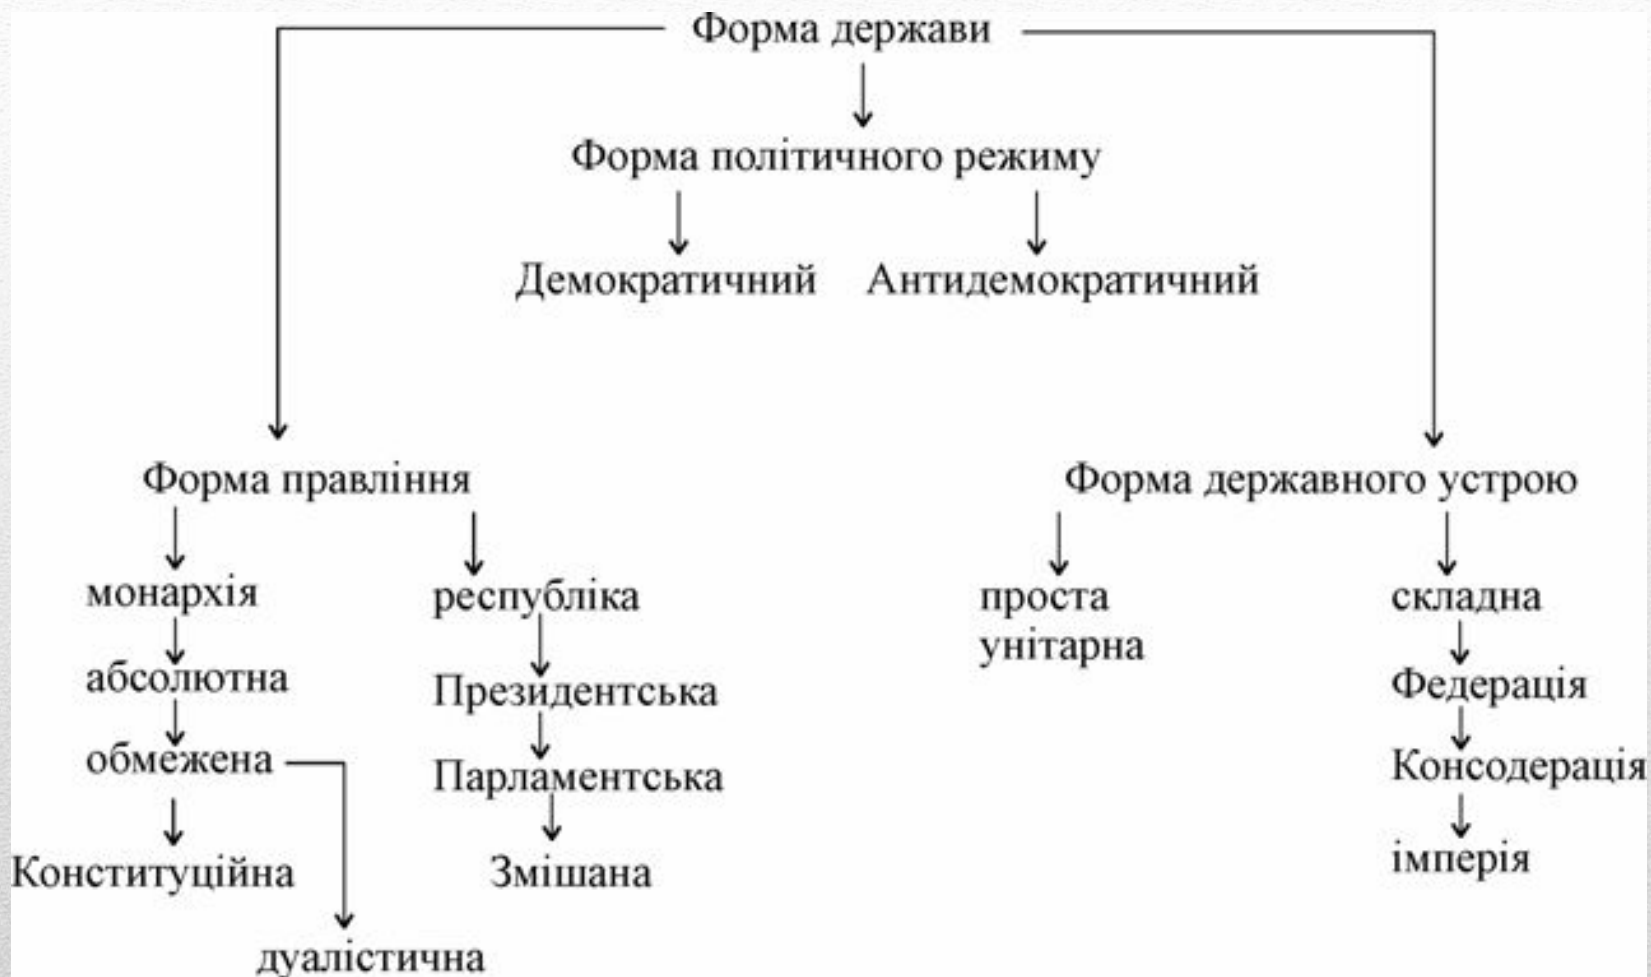 Форма держави
Форма політичного режиму
Демократичний Антидемократичний
Форма правління
Форма державного устрою
монархія
республіка
проста
складна
унітарна
абсолютна
Президентська
Федерація
обмежена
Парламентська
Консодерація
Конституційна
Змішана
імперія
дуалістична